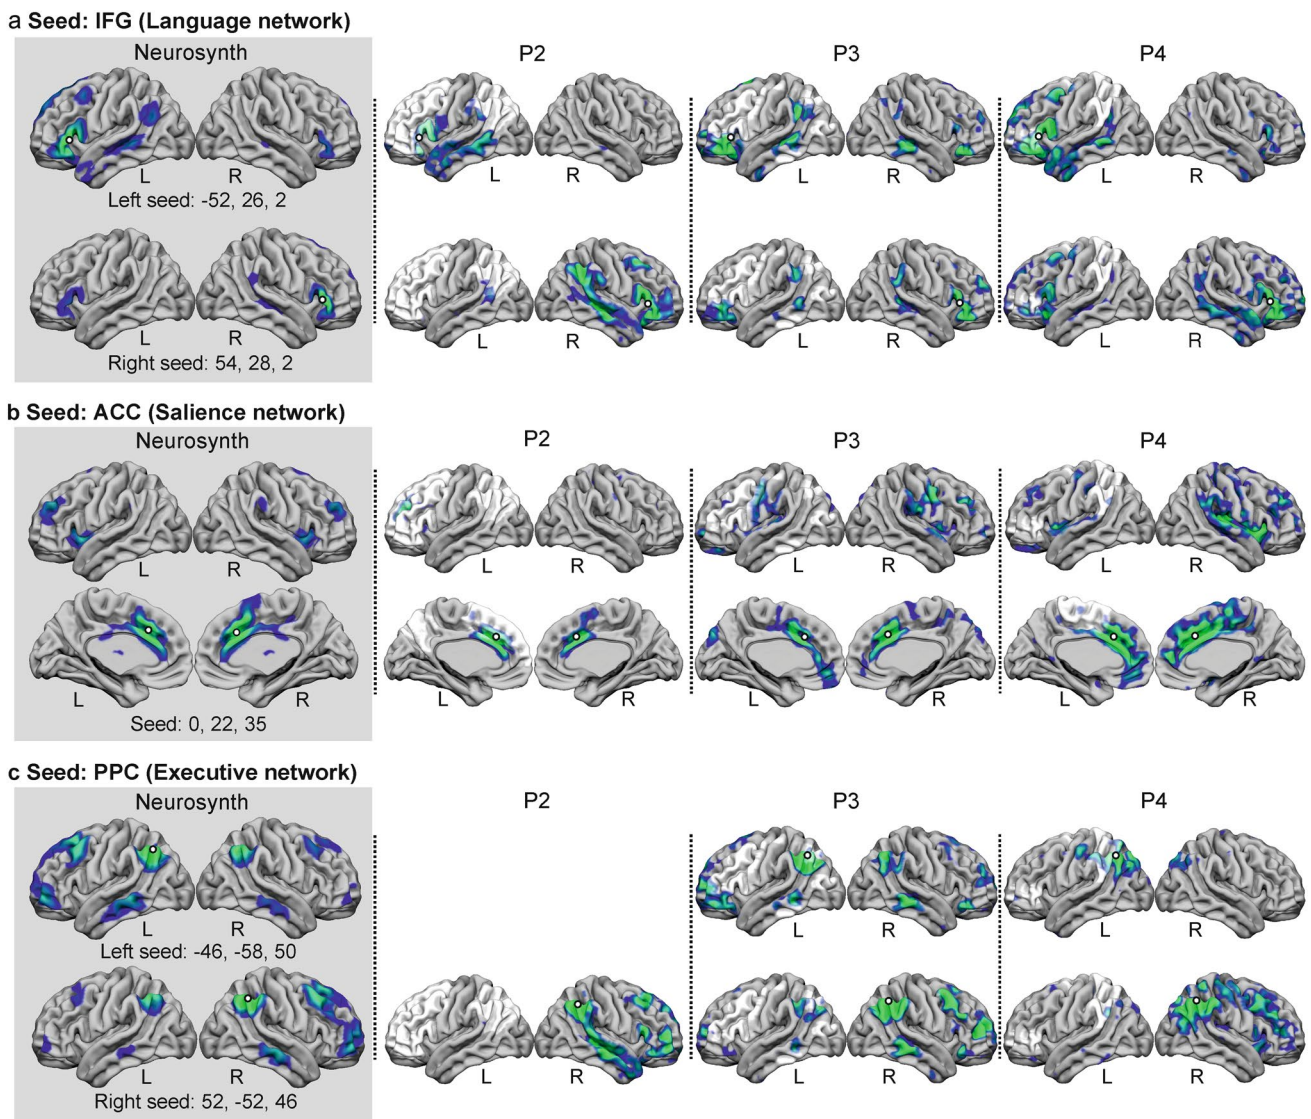 a Seed: IFG (Language network)
Neurosynth
P2
P3
P4
L R
L R
L R
L R
Left seed: -52, 26, 2
L R
L R
L R
L R
Right seed: 54, 28, 2
b Seed: ACC (Salience network)
Neurosynth
P2
P3
P4
L R
L R
L R
L R
L R
L R
L R
L R
Seed: 0, 22, 35
c Seed: PPC (Executive network)
Neurosynth
P2
P3
P4
L R
L R
L R
Left seed: -46, -58, 50
L R
L R
L R
L R
Right seed: 52, -52, 46